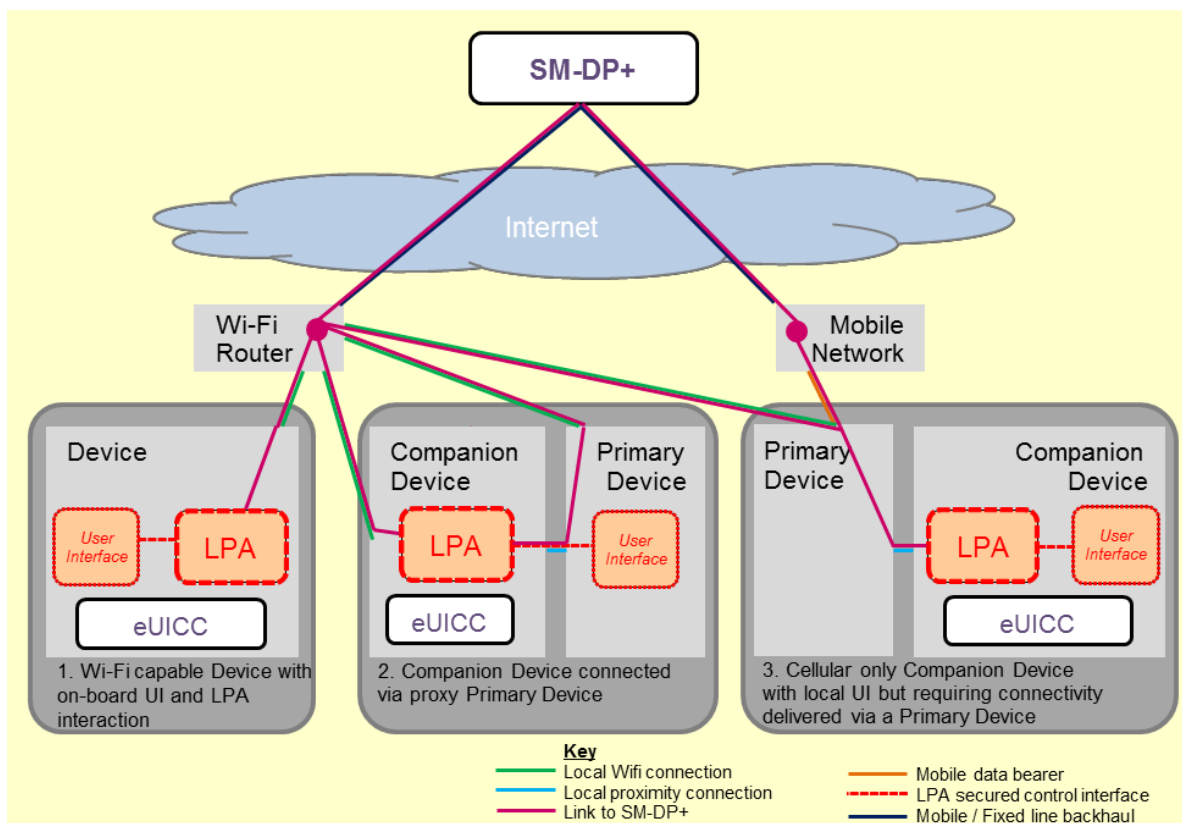 SM-DP+
Internet
Wi-Fi
Router
Mobile
Network
Device
User
Interface
LPA
eUICC
1. Wi-Fi capable Device with
on-board UI and LPA
interaction
Companion
Device
Primary
Device
LPA
User
Interface
eUICC
2. Companion Device connected
via proxy Primary Device
Primary
Device
Companion
Device
LPA
User
Interface
eUICC
3. Cellular only Companion Device
with local UI but requiring connectivity
delivered via a Primary Device
Key
Local Wifi connection
Local proximity connection
Link to SM-DP+
Mobile data bearer
LPA secured control interface
Mobile / Fixed line backhaul